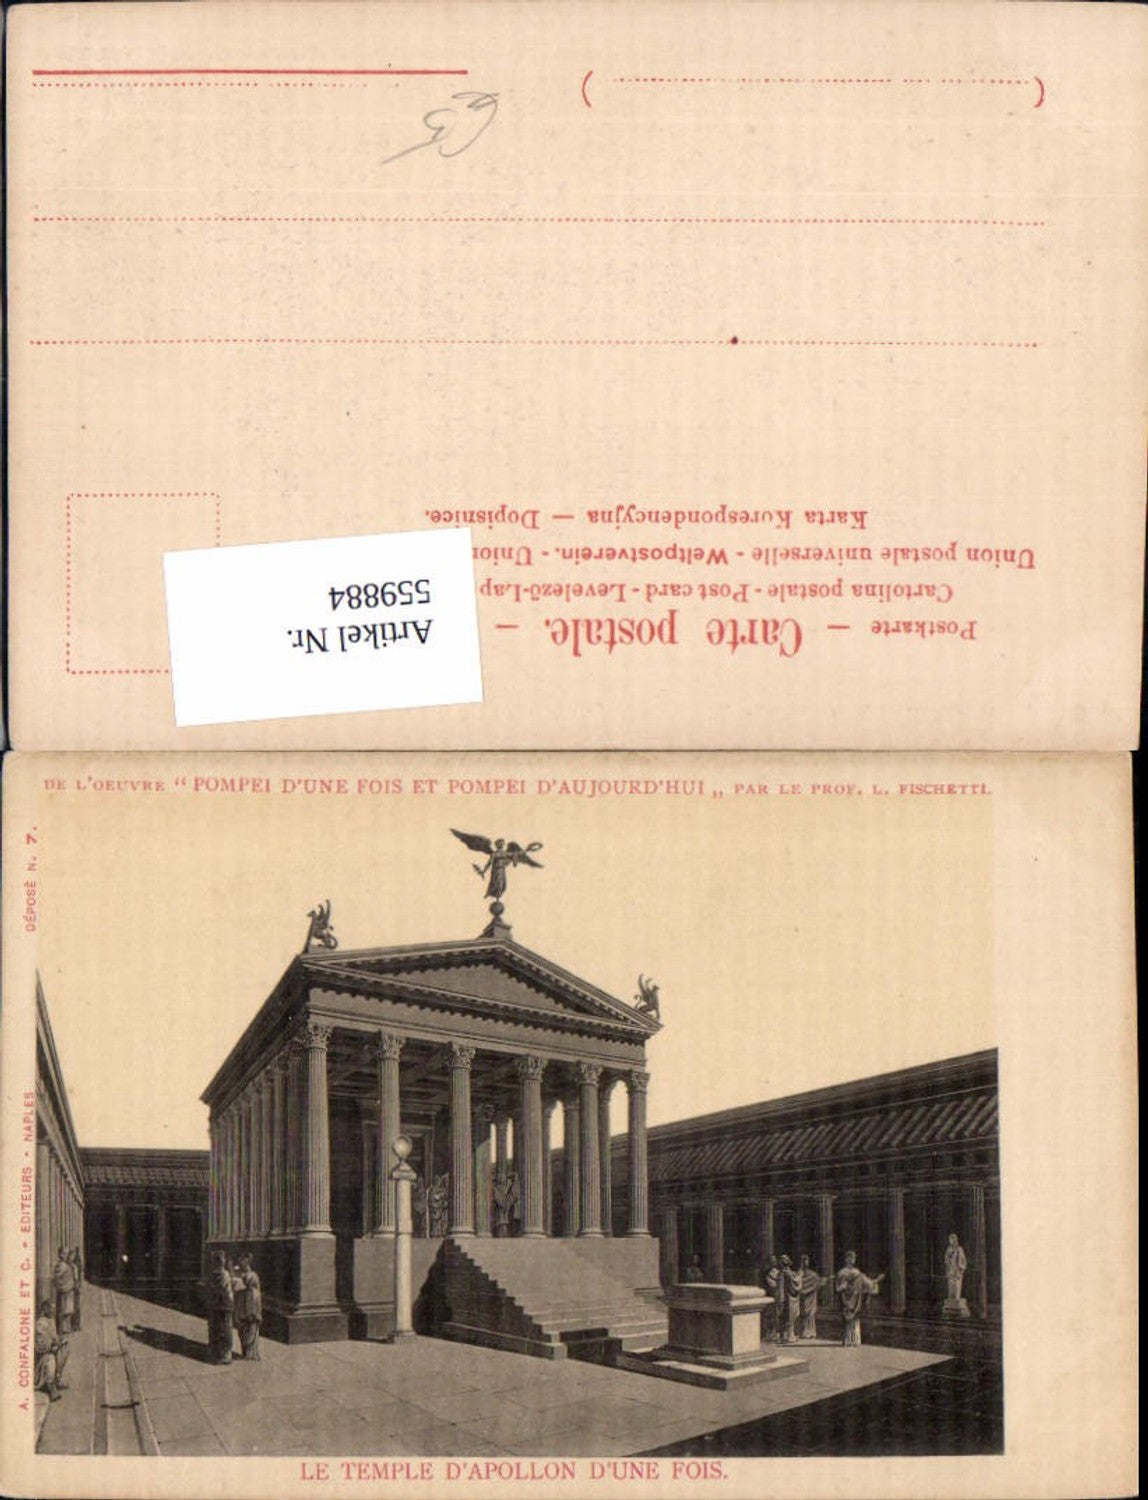 Postkarte — Carte postale. —
Cartolina postale - Post card - Levelező-Lap
Union postale universelle - Weltpostverein. - Union
Karta Korespondencyjna — Dopisnice.
Artikel Nr.
559884
DE L'OEUVRE “ POMPEI D'UNE FOIS ET POMPEI D'AUJOURD'HUI „ PAR LE PROF. L. FISCHETTI.
A. CONFALONE ET C. - EDITEURS - NAPLES
DÉPOSÉ N. 7.
LE TEMPLE D'APOLLON D'UNE FOIS.